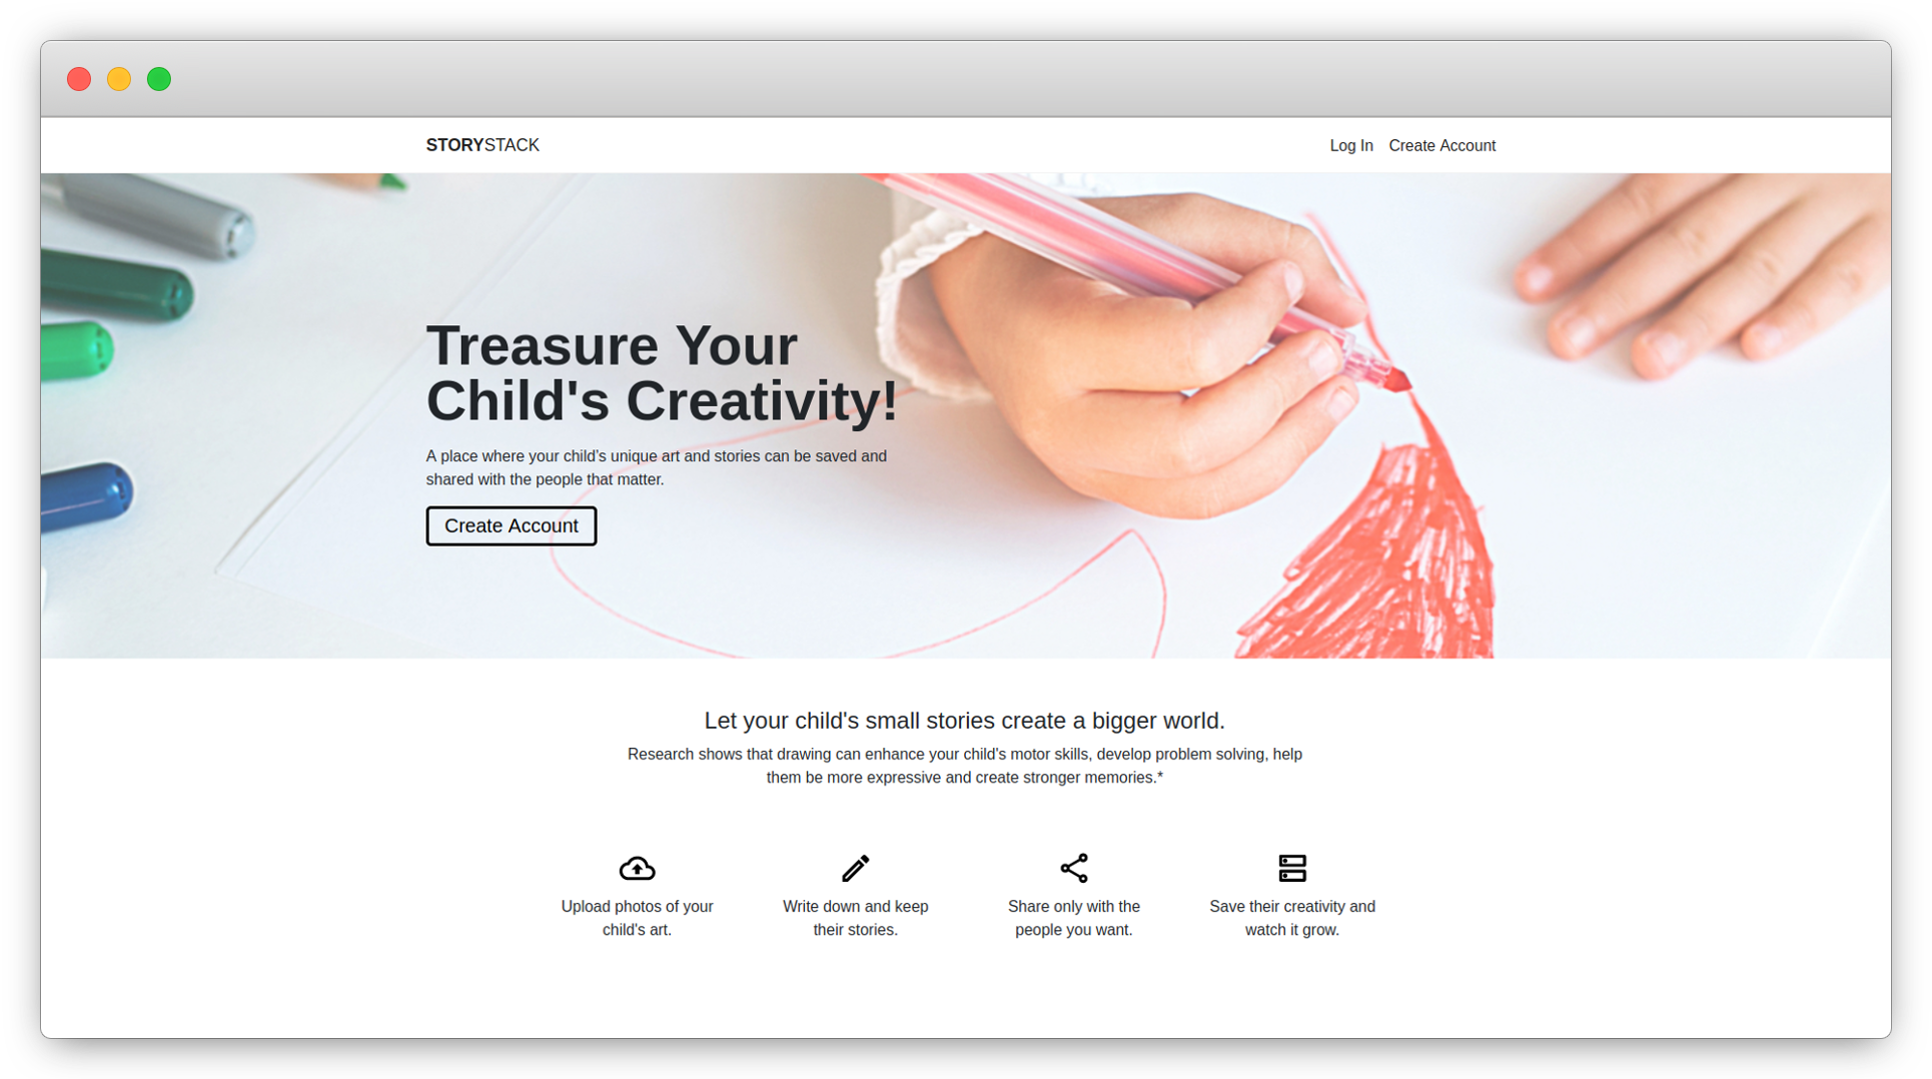 STORYSTACK
Log In Create Account
Treasure Your
Child's Creativity!
A place where your child's unique art and stories can be saved and
shared with the people that matter.
Create Account
Let your child's small stories create a bigger world.
Research shows that drawing can enhance your child's motor skills, develop problem solving, help
them be more expressive and create stronger memories.*
Upload photos of your
child's art.
Write down and keep
their stories.
Share only with the
people you want.
Save their creativity and
watch it grow.